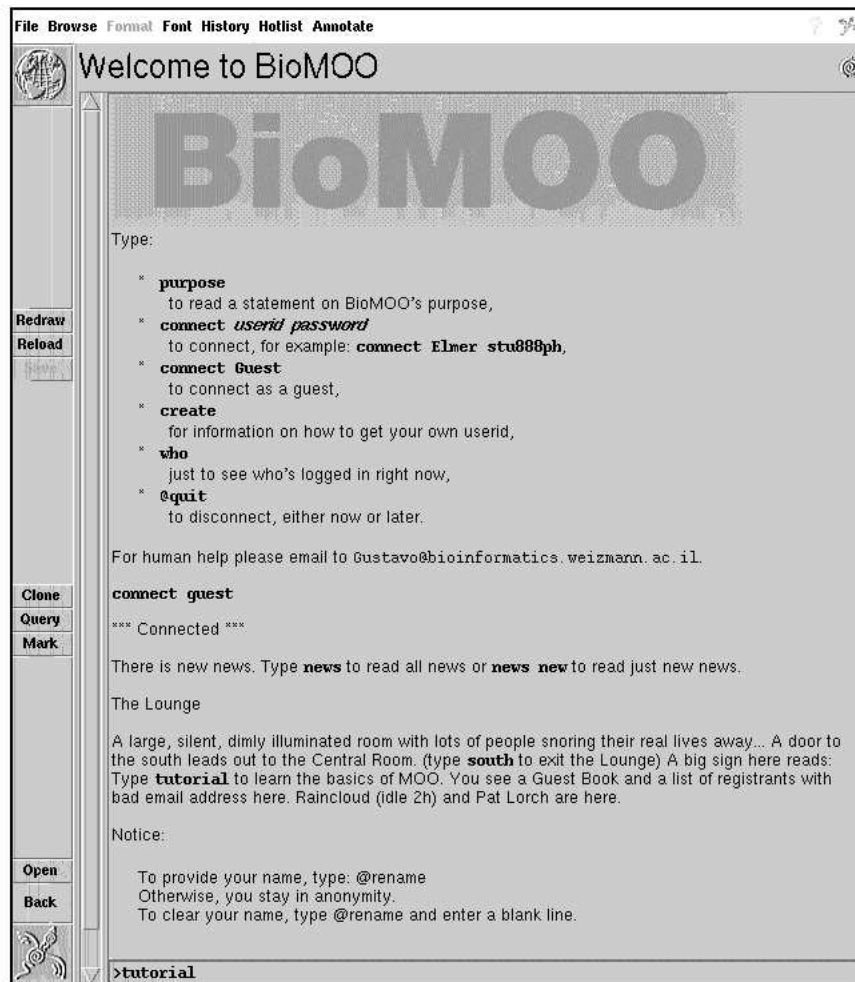 File Browse Format Font History Hotlist Annotate
Welcome to BioMOO
BioMOO
Type:
* purpose
to read a statement on BioMOO's purpose,
* connect userid password
to connect, for example: connect Elmer stu888ph,
* connect Guest
to connect as a guest,
* create
for information on how to get your own userid,
* who
just to see who's logged in right now,
* @quit
to disconnect, either now or later.
For human help please email to Gustavo@bioinformatics.weizmann.ac.il.
connect guest
*** Connected ***
There is new news. Type news to read all news or news new to read just new news.
The Lounge
A large, silent, dimly illuminated room with lots of people snoring their real lives away... A door to
the south leads out to the Central Room. (type south to exit the Lounge) A big sign here reads:
Type tutorial to learn the basics of MOO. You see a Guest Book and a list of registrants with
bad email address here. Raincloud (idle 2h) and Pat Lorch are here.
Notice:
To provide your name, type: @rename
Otherwise, you stay in anonymity.
To clear your name, type @rename and enter a blank line.
>tutorial
Redraw
Reload
Save
Clone
Query
Mark
Open
Back